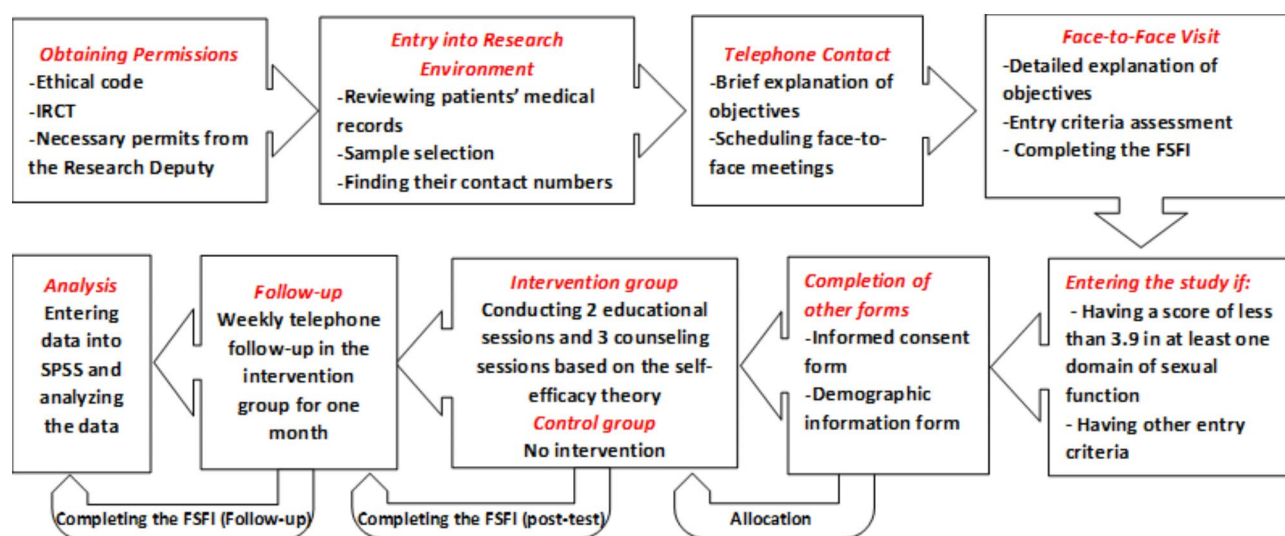 Obtaining Permissions
-Ethical code
-IRCT
-Necessary permits from
the Research Deputy
Entry into Research
Environment
-Reviewing patients' medical
records
-Sample selection
-Finding their contact numbers
Telephone Contact
-Brief explanation of
objectives
-Scheduling face-to-
face meetings
Face-to-Face Visit
-Detailed explanation of
objectives
-Entry criteria assessment
- Completing the FSFI
Entering the study if:
- Having a score of less
than 3.9 in at least one
domain of sexual
function
- Having other entry
criteria
Completion of
other forms
-Informed consent
form
-Demographic
information form
Allocation
Intervention group
Conducting 2 educational
sessions and 3 counseling
sessions based on the self-
efficacy theory
Control group
No intervention
Completing the FSFI (post-test)
Follow-up
Weekly telephone
follow-up in the
intervention
group for one
month
Completing the FSFI (Follow-up)
Analysis
Entering
data into
SPSS and
analyzing
the data